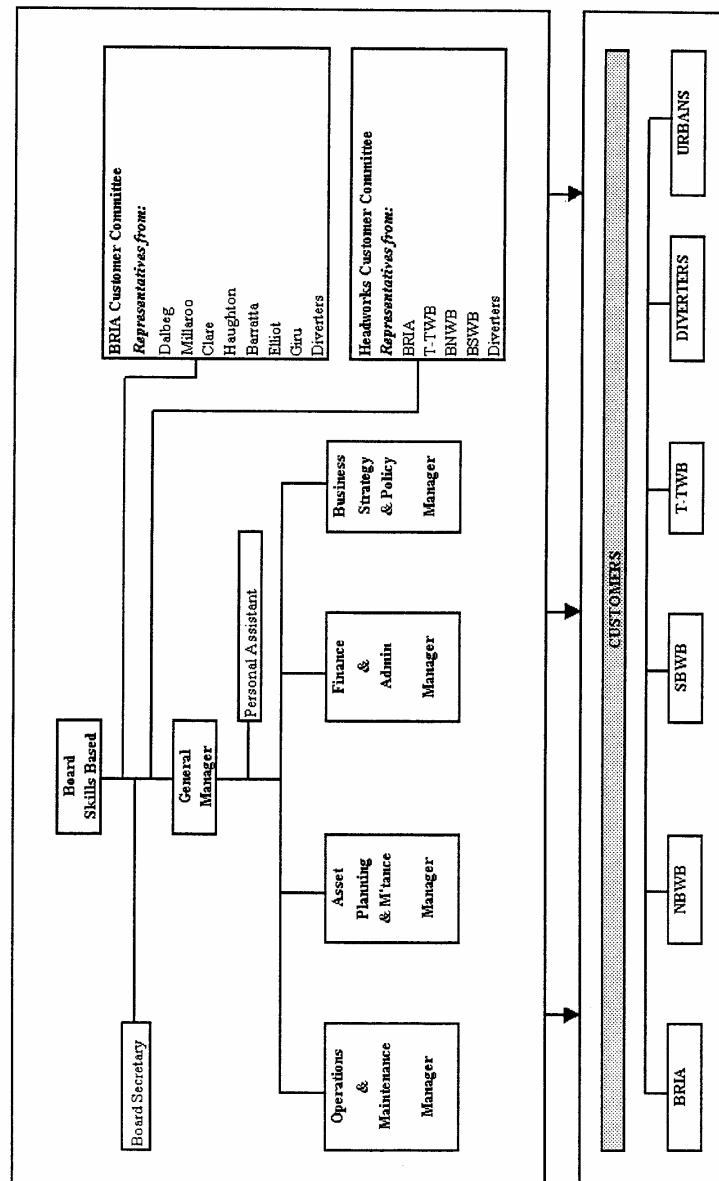 Board
Skills Based
Board Secretary
General
Manager
Personal Assistant
BRIA Customer Committee
Representatives from:
Dalbeg
Millaroo
Clare
Haughton
Barratta
Elliot
Giru
Diverters
Headworks Customer Committee
Representatives from:
BRIA
T-TWB
BNWB
BSWB
Diverters
Operations
&
Maintenance
Manager
Asset
Planning
& M'tance
Manager
Finance
&
Admin
Manager
Business
Strategy
& Policy
Manager
CUSTOMERS
BRIA
NBWB
SBWB
T-TWB
DIVERTERS
URBANS